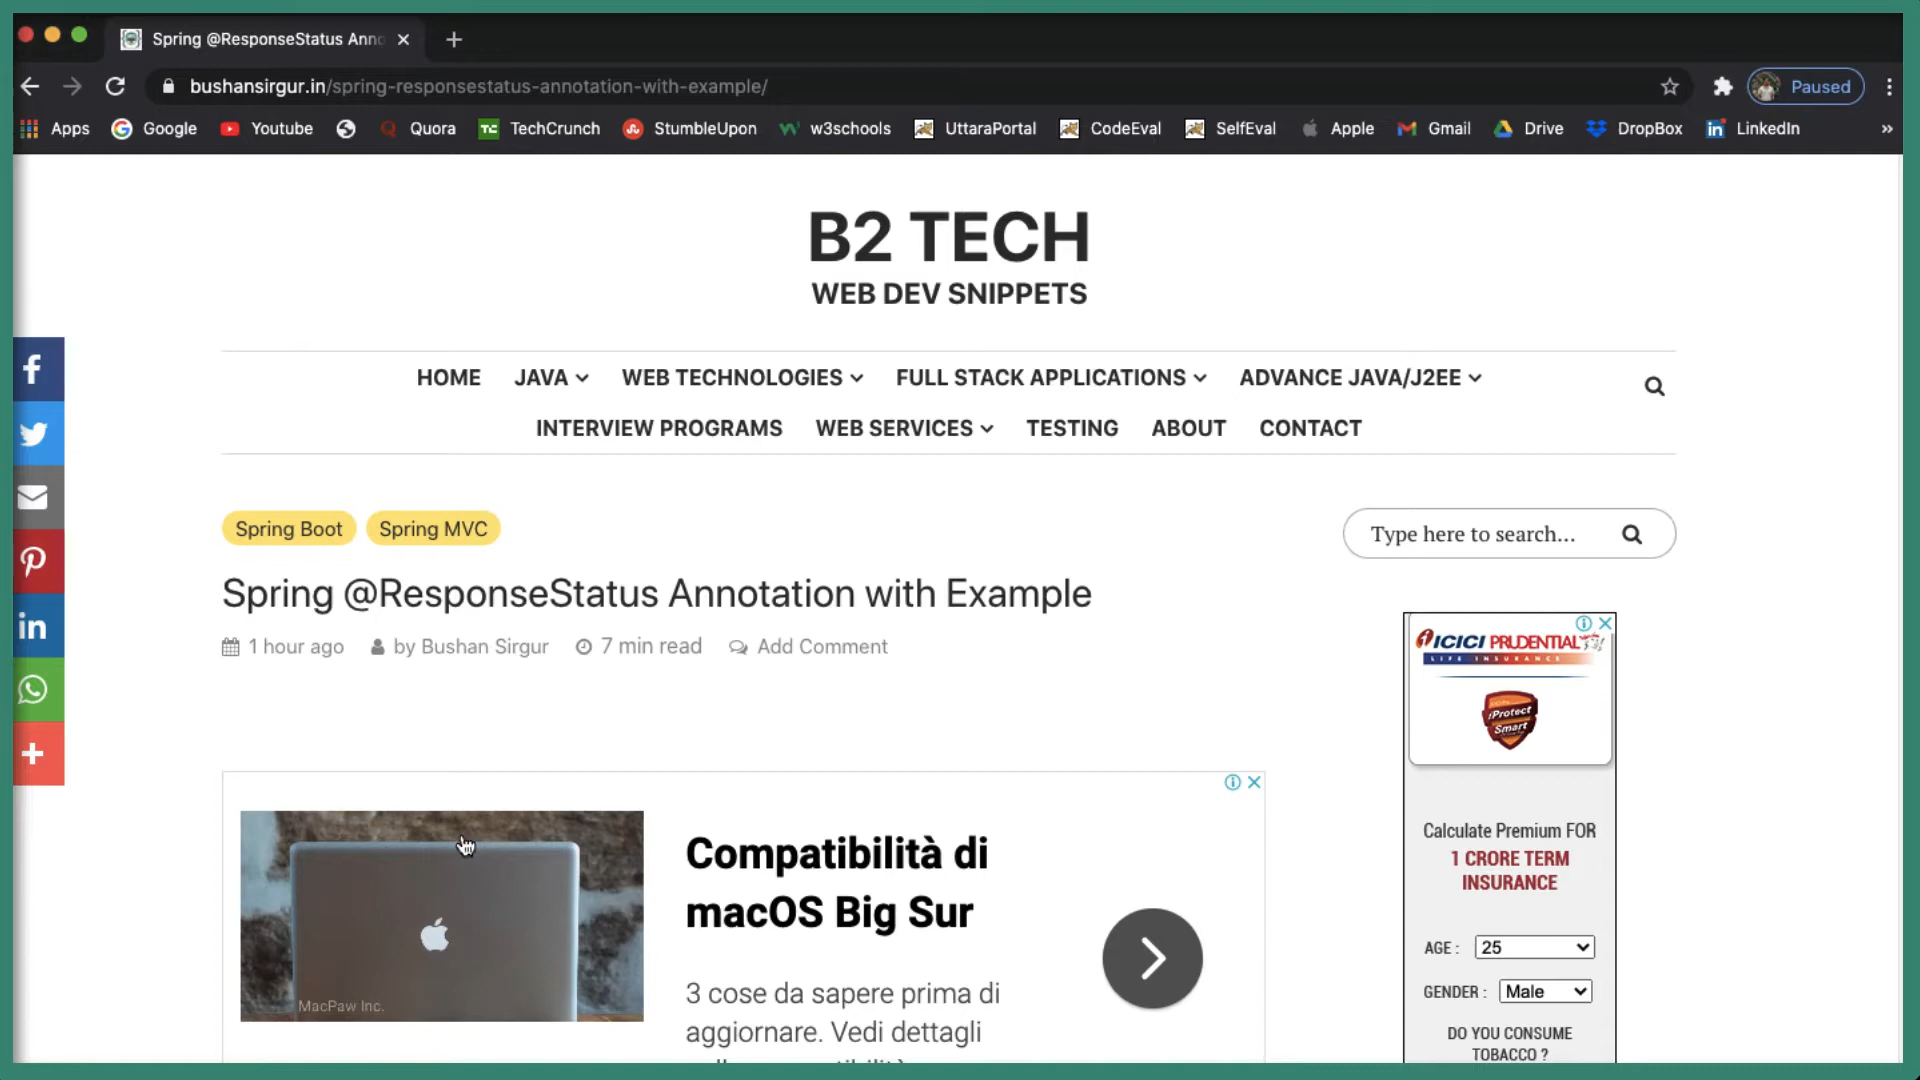 Spring @ResponseStatus Ann
bushansirgur.in/spring-responsestatus-annotation-with-example/
Paused
Apps
Google
Youtube
Quora
TechCrunch
StumbleUpon
w3schools
UttaraPortal
CodeEval
SelfEval
Apple
Gmail
Drive
DropBox
LinkedIn
B2 TECH
WEB DEV SNIPPETS
HOME JAVA WEB TECHNOLOGIES FULL STACK APPLICATIONS ADVANCE JAVA/J2EE
INTERVIEW PROGRAMS WEB SERVICES TESTING ABOUT CONTACT
Spring Boot Spring MVC
Type here to search...
Spring @ResponseStatus Annotation with Example
1 hour ago by Bushan Sirgur 7 min read Add Comment
ICICI PRUDENTIAL
LIFE INSURANCE
iProtect
Smart
Calculate Premium FOR
1 CRORE TERM
INSURANCE
AGE : 25
GENDER : Male
DO YOU CONSUME
TOBACCO ?
Compatibilità di
macOS Big Sur
3 cose da sapere prima di
aggiornare. Vedi dettagli
MacPaw Inc.